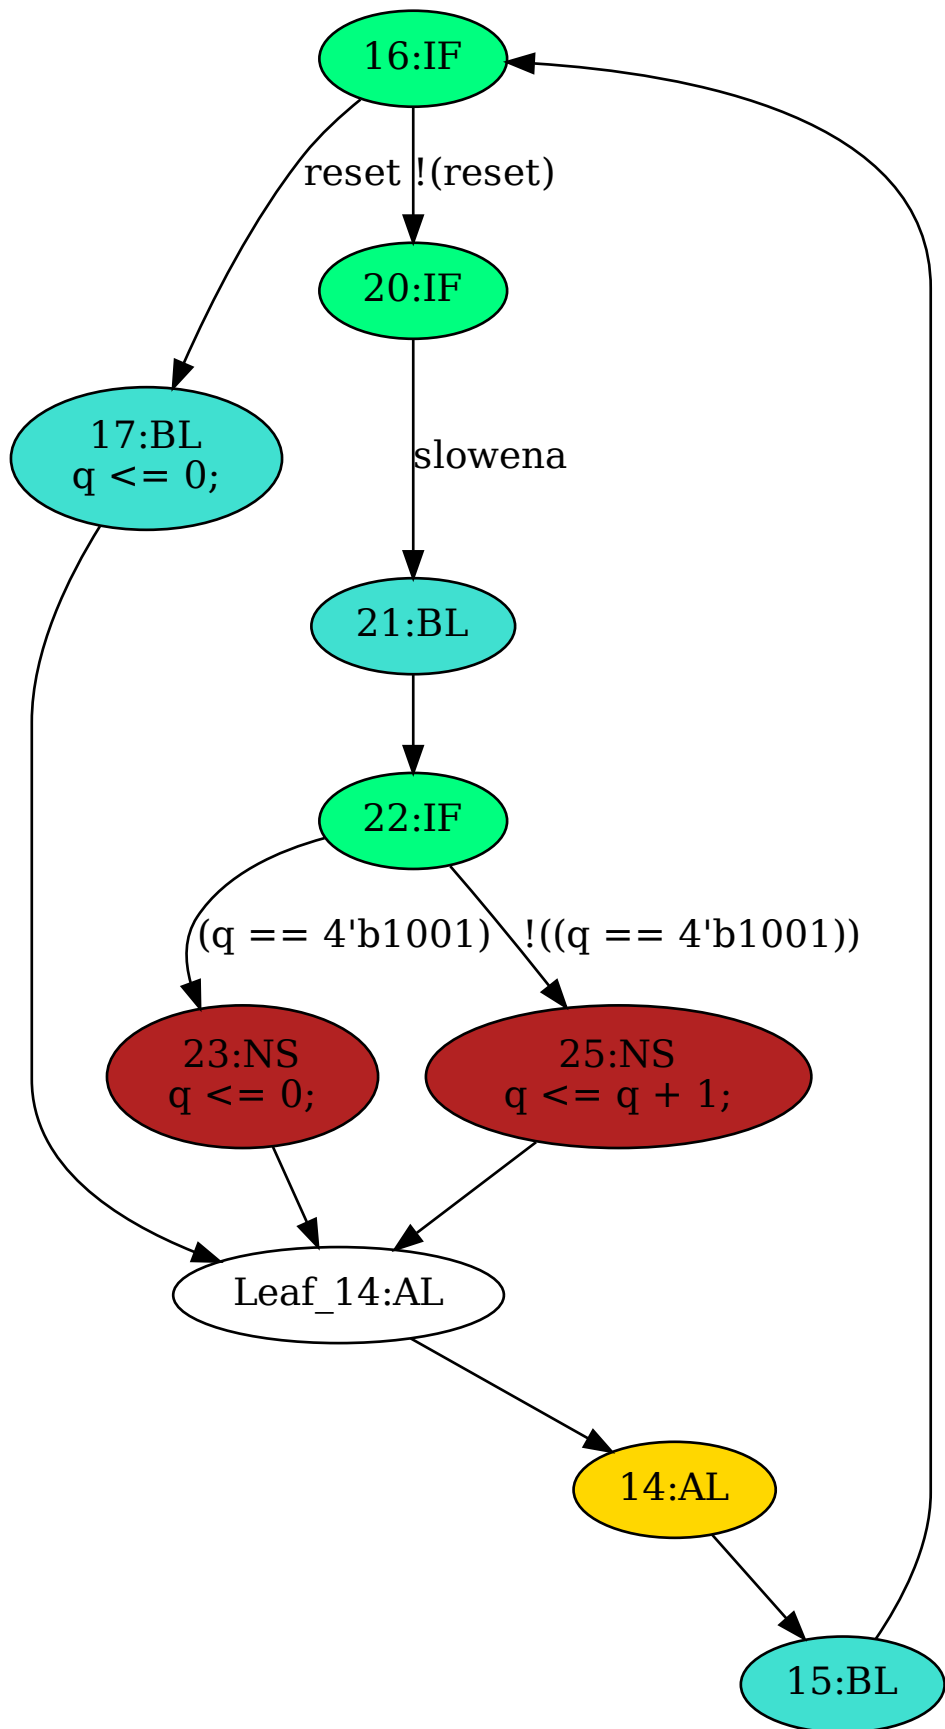 16:IF
reset
!(reset)
20:IF
17:BL
q <= 0;
slowena
21:BL
22:IF
(q == 4'b1001)
!((q == 4'b1001))
23:NS
q <= 0;
25:NS
q <= q + 1;
Leaf_14:AL
14:AL
15:BL